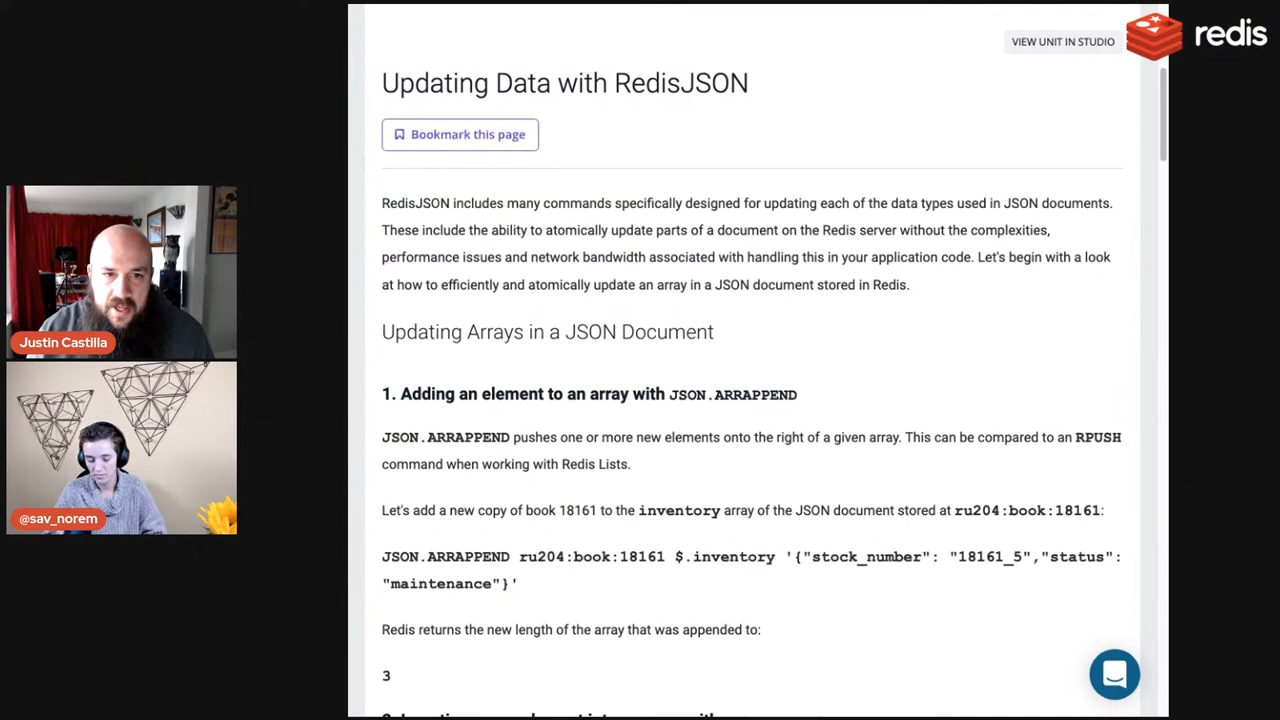 VIEW UNIT IN STUDIO
redis
Updating Data with RedisJSON
Bookmark this page
RedisJSON includes many commands specifically designed for updating each of the data types used in JSON documents.
These include the ability to atomically update parts of a document on the Redis server without the complexities,
performance issues and network bandwidth associated with handling this in your application code. Let's begin with a look
at how to efficiently and atomically update an array in a JSON document stored in Redis.
Updating Arrays in a JSON Document
Justin Castilla
1. Adding an element to an array with JSON.ARRAPPEND
JSON.ARRAPPEND pushes one or more new elements onto the right of a given array. This can be compared to an RPUSH
command when working with Redis Lists.
Let's add a new copy of book 18161 to the inventory array of the JSON document stored at ru204:book:18161:
@sav_norem
JSON.ARRAPPEND ru204:book:18161 $.inventory '{"stock_number": "18161_5","status":
"maintenance"}'
Redis returns the new length of the array that was appended to:
3